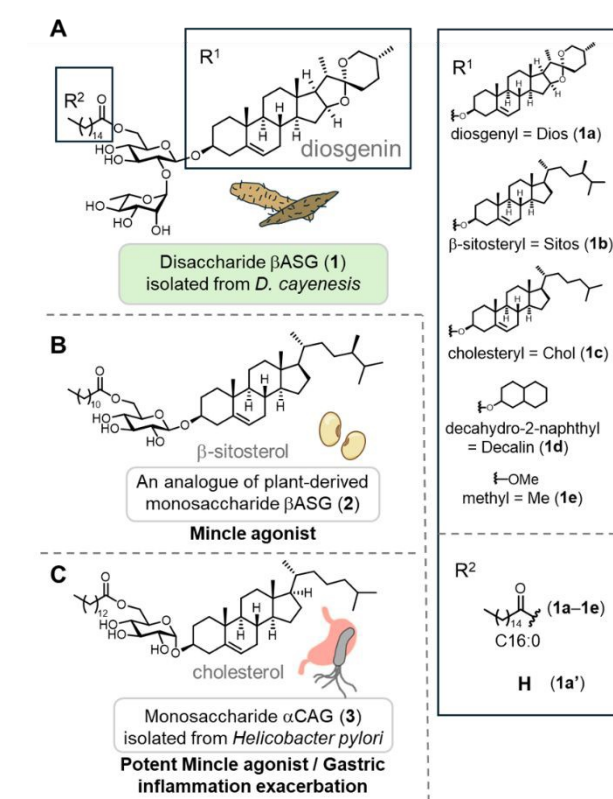 A
R2
R1
O
14
O
HO
HO
O
O
O
H
H
H
H
H
O
O
diosgenin
O
HO
HO
OH
Disaccharide βASG (1)
isolated from D. cayenesis
B
O
10
O
HO
HO
O
OH
O
H
H
H
β-sitosterol
An analogue of plant-derived
monosaccharide βASG (2)
Mincle agonist
C
O
12
O
HO
HO
O
HO
O
H
H
H
cholesterol
Monosaccharide αCAG (3)
isolated from Helicobacter pylori
Potent Mincle agonist / Gastric
inflammation exacerbation
R1
diosgenyl = Dios (1a)
β-sitosteryl = Sitos (1b)
cholesteryl = Chol (1c)
decahydro-2-naphthyl
= Decalin (1d)
OMe
methyl = Me (1e)
R2
O
14
(1a–1e)
C16:0
H (1a')